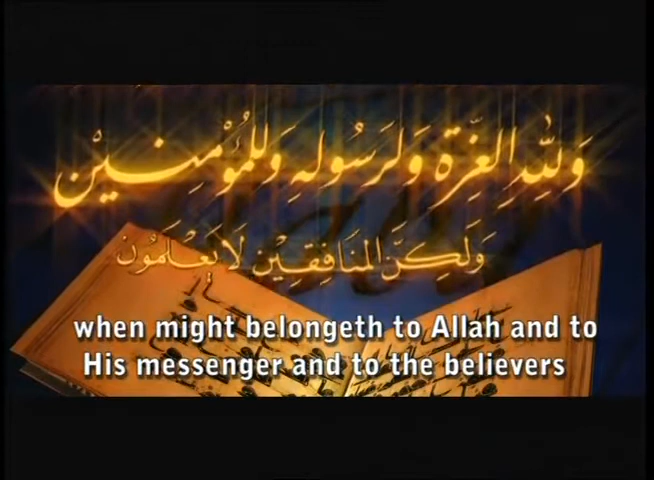 وَلِلَّهِ الْعِزَّةُ وَلِرَسُولِهِ وَلِلْمُؤْمِنِينَ
وَلَكِنَّ الْمُنَافِقِينَ لَا يَعْلَمُونَ
when might belongeth to Allah and to
His messenger and to the believers